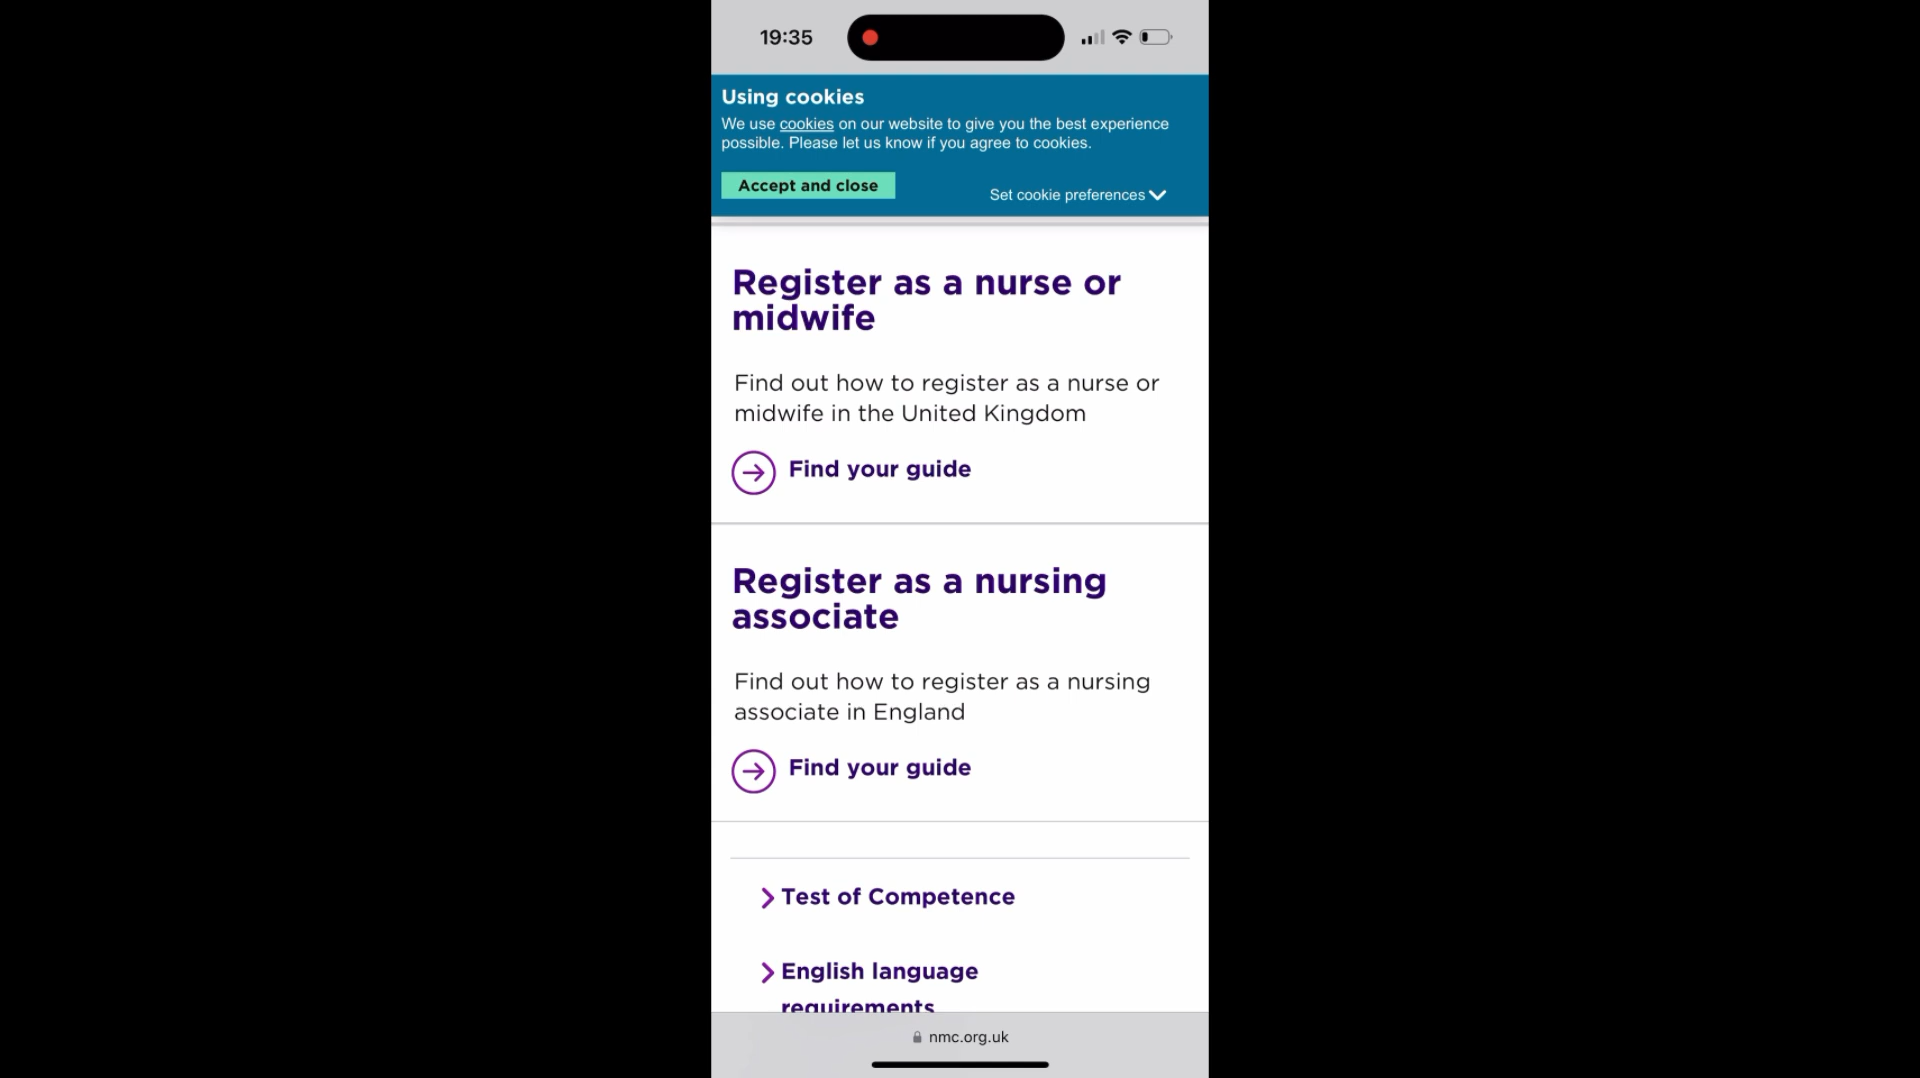 19:35
Using cookies
We use cookies on our website to give you the best experience
possible. Please let us know if you agree to cookies.
Accept and close
Set cookie preferences
Register as a nurse or
midwife
Find out how to register as a nurse or
midwife in the United Kingdom
Find your guide
Register as a nursing
associate
Find out how to register as a nursing
associate in England
Find your guide
Test of Competence
English language
requirements
nmc.org.uk